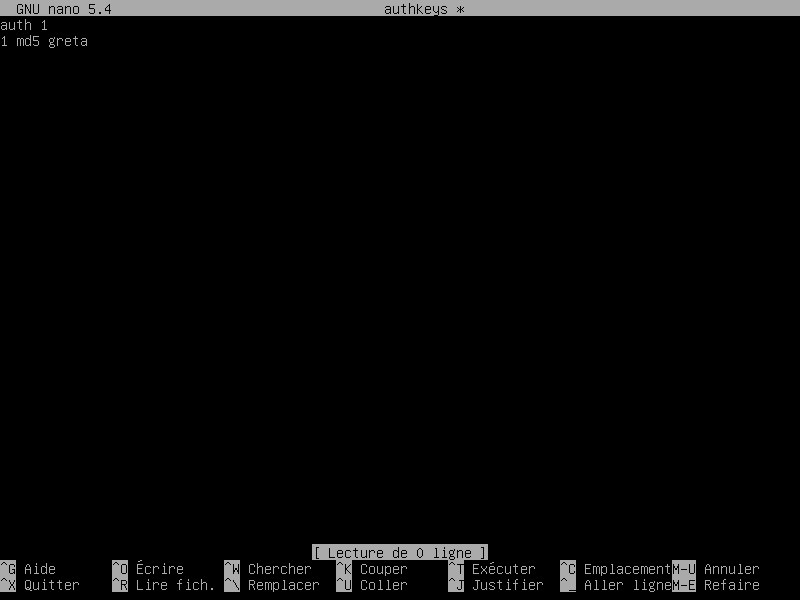 GNU nano 5.4 authkeys *
auth 1
1 md5 greta
[ Lecture de 0 ligne ]
^G Aide ^O Écrire ^W Chercher ^K Couper ^T Exécuter ^C Emplacement M-U Annuler
^X Quitter ^R Lire fich. ^\ Remplacer ^U Coller ^J Justifier ^_ Aller ligne M-E Refaire